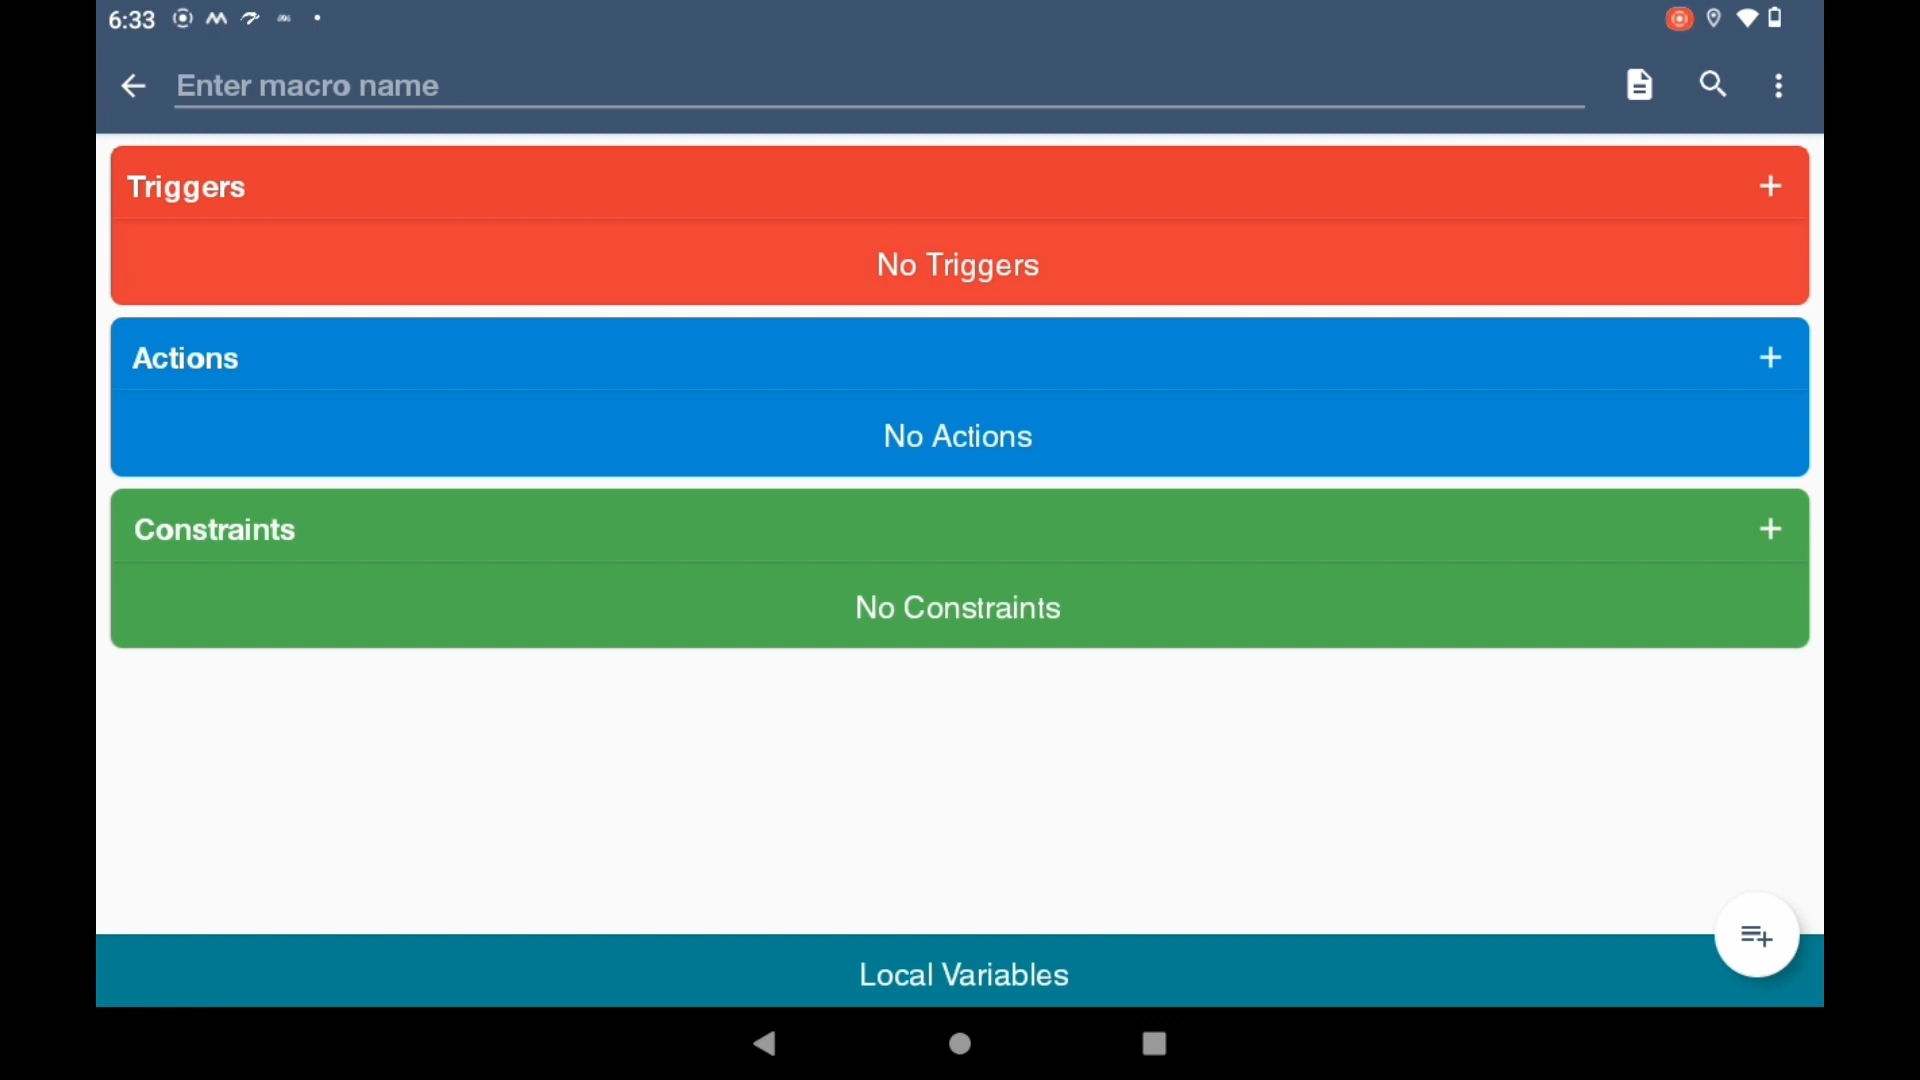 6:33
Enter macro name
Triggers
No Triggers
Actions
No Actions
Constraints
No Constraints
Local Variables